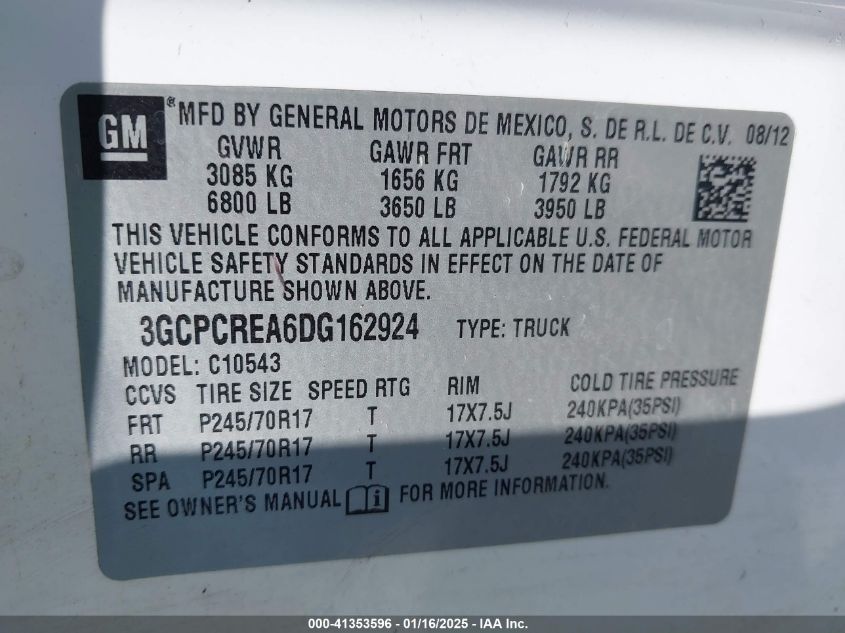 GM ® MFD BY GENERAL MOTORS DE MEXICO, S. DE R.L. DE C.V. 08/12
GVWR GAWR FRT GAWR RR
3085 KG 1656 KG 1792 KG
6800 LB 3650 LB 3950 LB
THIS VEHICLE CONFORMS TO ALL APPLICABLE U.S. FEDERAL MOTOR
VEHICLE SAFETY STANDARDS IN EFFECT ON THE DATE OF
MANUFACTURE SHOWN ABOVE.
3GCPCREA6DG162924 TYPE: TRUCK
MODEL: C10543
CCVS TIRE SIZE SPEED RTG RIM COLD TIRE PRESSURE
FRT P245/70R17 T 17X7.5J 240KPA(35PSI)
RR P245/70R17 T 17X7.5J 240KPA(35PSI)
SPA P245/70R17 T 17X7.5J 240KPA(35PSI)
SEE OWNER'S MANUAL i FOR MORE INFORMATION.
000-41353596 - 01/16/2025 - IAA Inc.